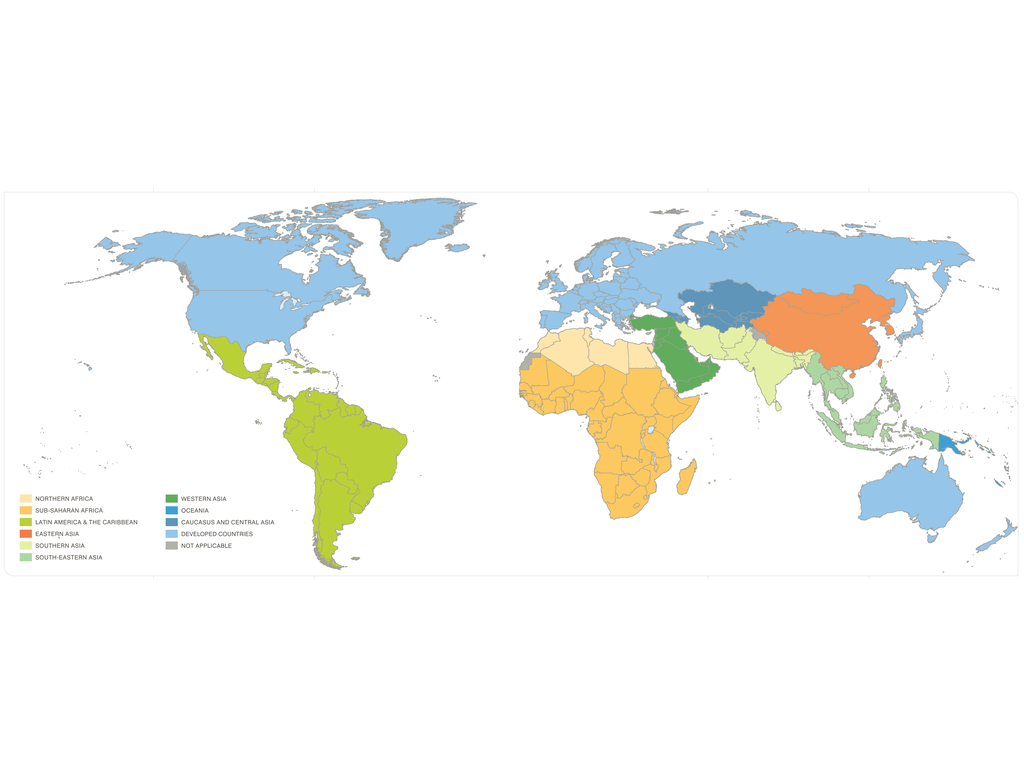 NORTHERN AFRICA
SUB-SAHARAN AFRICA
LATIN AMERICA & THE CARIBBEAN
EASTERN ASIA
SOUTHERN ASIA
SOUTH-EASTERN ASIA
WESTERN ASIA
OCEANIA
CAUCASUS AND CENTRAL ASIA
DEVELOPED COUNTRIES
NOT APPLICABLE